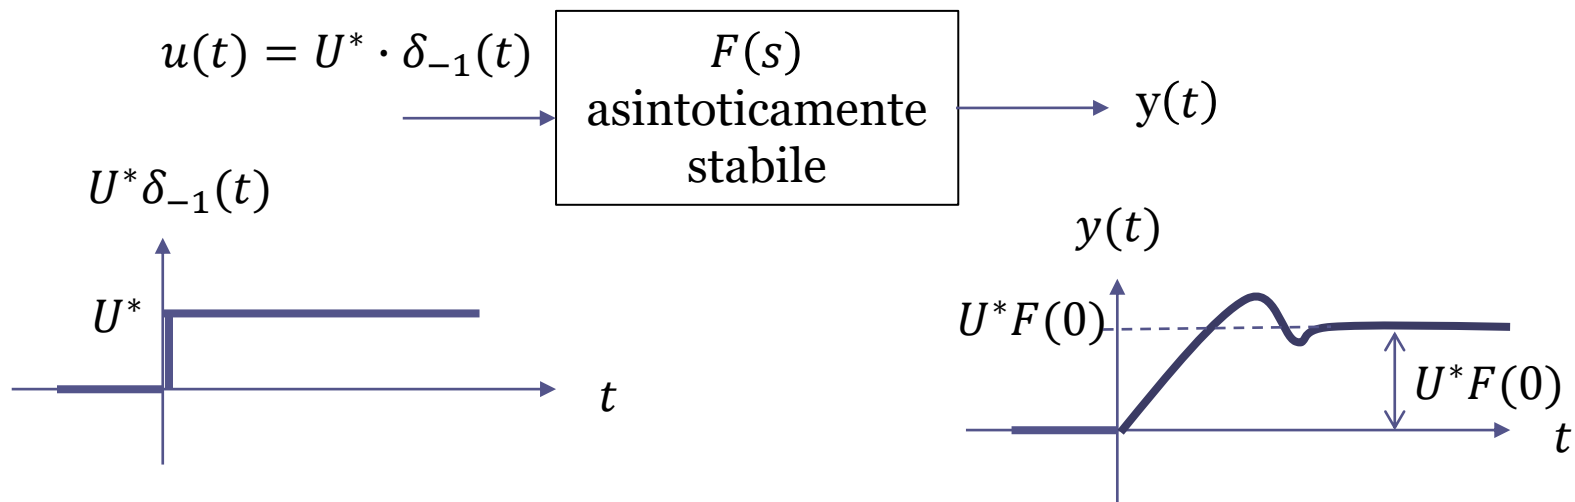 u(t) = U* · δ₋₁(t)
F(s)
asintoticamente
stabile
y(t)
U*δ₋₁(t)
U*
t
y(t)
U*F(0)
U*F(0)
t